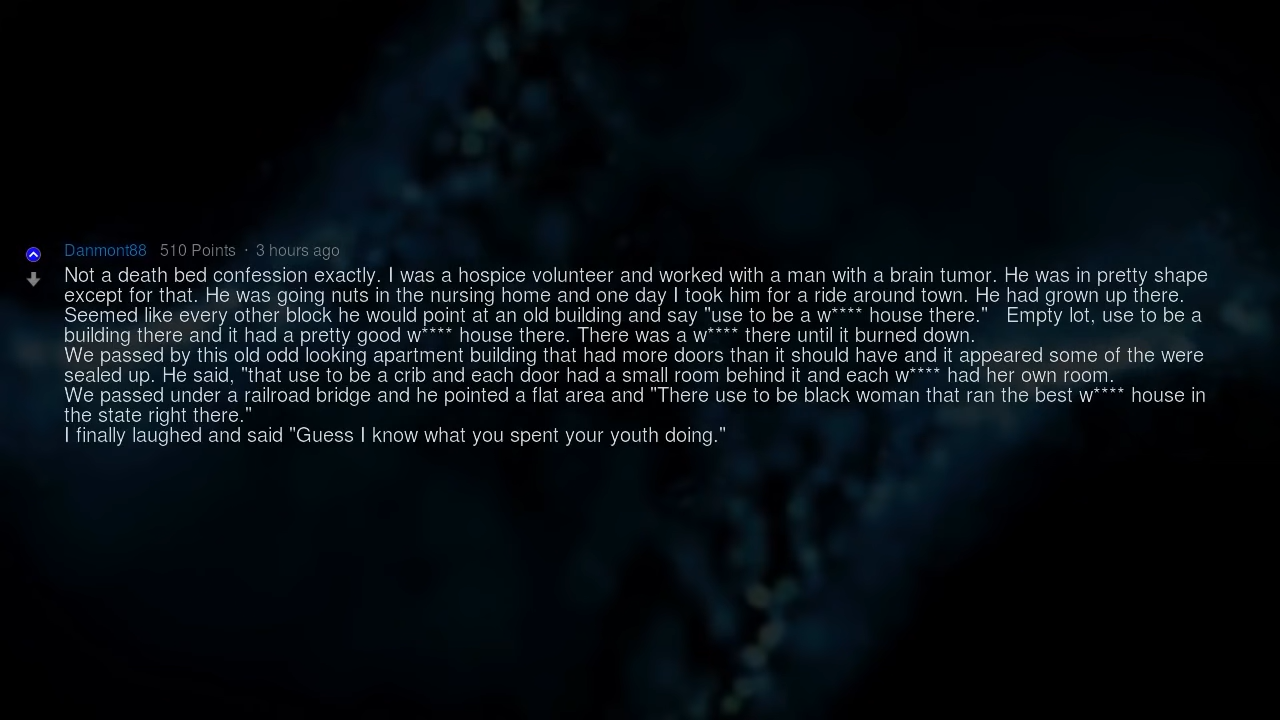 Danmont88 510 Points · 3 hours ago
Not a death bed confession exactly. I was a hospice volunteer and worked with a man with a brain tumor. He was in pretty shape
except for that. He was going nuts in the nursing home and one day I took him for a ride around town. He had grown up there.
Seemed like every other block he would point at an old building and say "use to be a w**** house there."   Empty lot, use to be a
building there and it had a pretty good w**** house there. There was a w**** there until it burned down.
We passed by this old odd looking apartment building that had more doors than it should have and it appeared some of the were
sealed up. He said, "that use to be a crib and each door had a small room behind it and each w**** had her own room.
We passed under a railroad bridge and he pointed a flat area and "There use to be black woman that ran the best w**** house in
the state right there."
I finally laughed and said "Guess I know what you spent your youth doing."